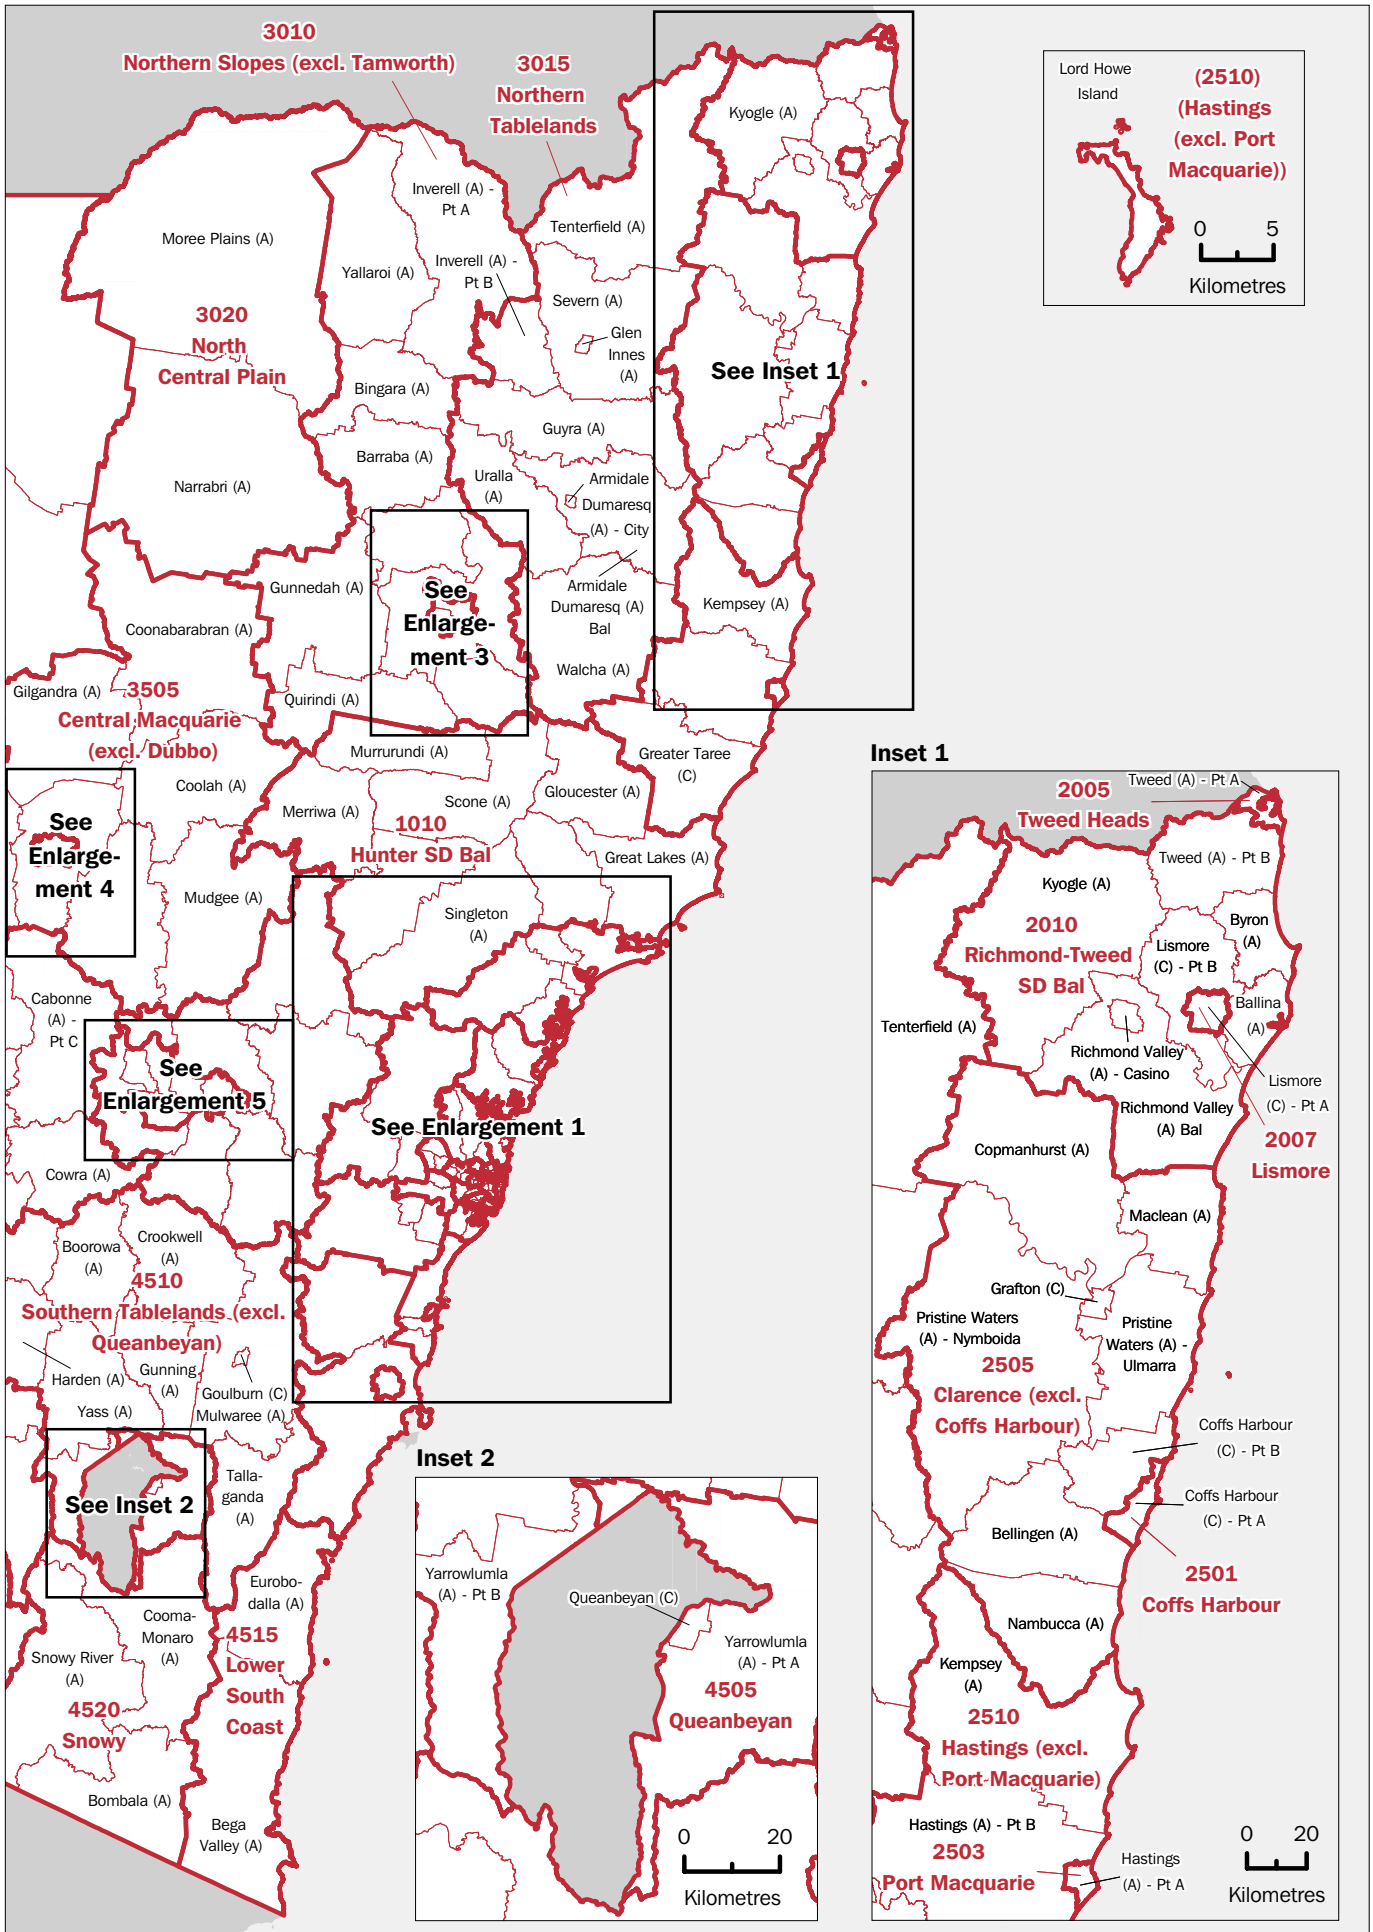 3010
Northern Slopes (excl. Tamworth)
3015
Northern
Tablelands
Kyogle (A)
Inverell (A) -
Pt A
Tenterfield (A)
Moree Plains (A)
Yallaroi (A)
Inverell (A) -
Pt B
Severn (A)
3020
North
Central Plain
Glen
Innes
(A)
See Inset 1
Bingara (A)
Guyra (A)
Barraba (A)
Uralla
(A)
Armidale
Dumaresq
(A) - City
Narrabri (A)
Gunnedah (A)
See
Enlarge-
ment 3
Armidale
Dumaresq (A)
Bal
Kempsey (A)
Coonabarabran (A)
Walcha (A)
Gilgandra (A)
3505
Central Macquarie
(excl. Dubbo)
Quirindi (A)
Murrurundi (A)
Greater Taree
(C)
Coolah (A)
Merriwa (A)
Scone (A)
Gloucester (A)
1010
Hunter SD Bal
Great Lakes (A)
See
Enlarge-
ment 4
Mudgee (A)
Singleton
(A)
Cabonne
(A) -
Pt C
See
Enlargement 5
See Enlargement 1
Cowra (A)
Boorowa
(A)
Crookwell
(A)
4510
Southern Tablelands (excl.
Queanbeyan)
Harden (A)
Gunning
(A)
Goulburn (C)
Mulwaree (A)
Yass (A)
See Inset 2
Talla-
ganda
(A)
Eurobo-
dalla (A)
Cooma-
Monaro
(A)
4515
Lower
South
Coast
Snowy River
(A)
4520
Snowy
Bombala (A)
Bega
Valley (A)
Lord Howe
Island
(2510)
(Hastings
(excl. Port
Macquarie))
0 5
Kilometres
Inset 1
Tweed (A) - Pt A
2005
Tweed Heads
Tweed (A) - Pt B
Kyogle (A)
2010
Richmond-Tweed
SD Bal
Byron
(A)
Lismore
(C) - Pt B
Ballina
(A)
Tenterfield (A)
Richmond Valley
(A) - Casino
Lismore
(C) - Pt A
Richmond Valley
(A) Bal
2007
Lismore
Copmanhurst (A)
Maclean (A)
Grafton (C)
Pristine Waters
(A) - Nymboida
Pristine
Waters (A) -
Ulmarra
2505
Clarence (excl.
Coffs Harbour)
Coffs Harbour
(C) - Pt B
Coffs Harbour
(C) - Pt A
Bellingen (A)
2501
Coffs Harbour
Nambucca (A)
Kempsey
(A)
2510
Hastings (excl.
Port Macquarie)
Hastings (A) - Pt B
2503
Port Macquarie
Hastings
(A) - Pt A
0 20
Kilometres
Inset 2
Yarrowlumla
(A) - Pt B
Queanbeyan (C)
Yarrowlumla
(A) - Pt A
4505
Queanbeyan
0 20
Kilometres